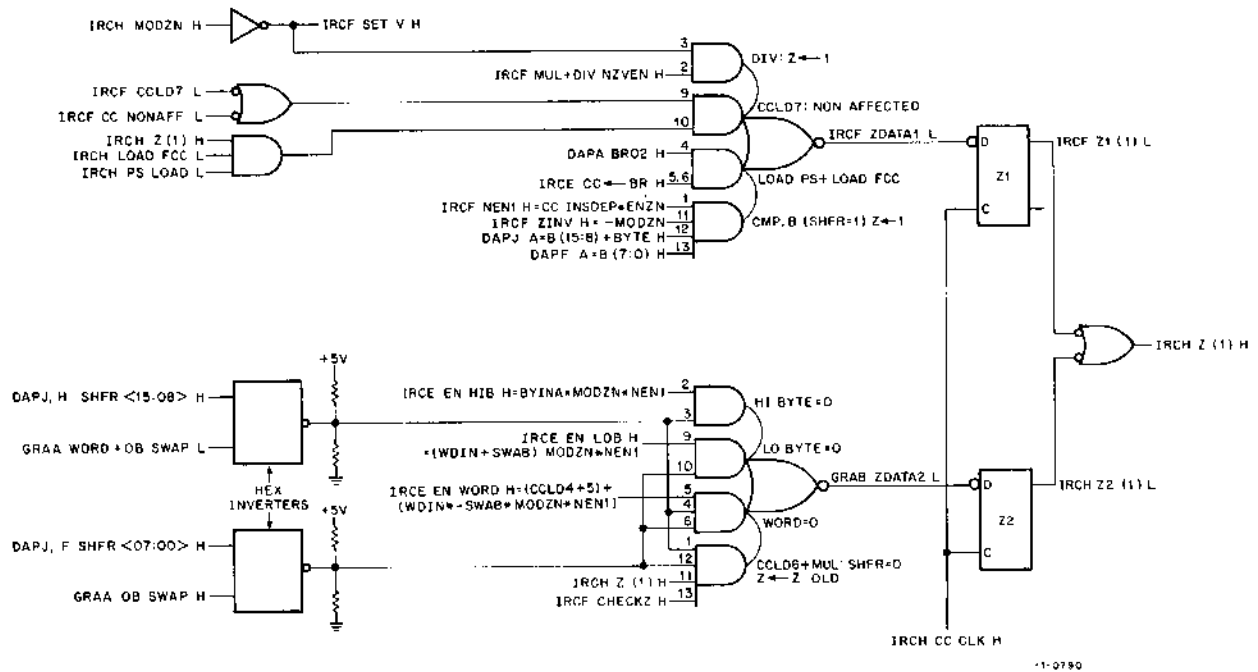 IRCH MODZN H
IRCF SET V H
3
2
IRCF MUL+DIV NZVEN H
DIV: Z←1
IRCF CCLD7 L
IRCF CC NONAFF L
9
10
CCLD7: NON AFFECTED
IRCH Z (1) H
IRCH LOAD FCC L
IRCH PS LOAD L
DAPA BRO2 H
4
IRCE CC←BR H
5,6
LOAD PS+LOAD FCC
IRCF ZDATA1 L
D
Z1
C
IRCF Z1 (1) L
IRCF NEN1 H=CC INSDEP*ENZN
1
IRCF ZINV H=-MODZN
11
DAPJ A=B (15:8)+BYTE H
12
DAPF A=B (7:0) H
13
CMP.B (SHFR=1) Z←1
IRCH Z (1) H
+5V
DAPJ, H SHFR <15:08> H
GRAA WORD+OB SWAP L
HEX
INVERTERS
+5V
DAPJ, F SHFR <07:00> H
GRAA OB SWAP H
IRCE EN HIB H=BYINA*MODZN*NEN1
2
3
HI BYTE=0
IRCE EN LOB H
=(WDIN+SWAB) MODZN*NEN1
9
10
LO BYTE=0
IRCE EN WORD H=(CCLD4+5)+
(WDIN*-SWAB*MODZN*NEN1)
5
4
6
WORD=0
GRAB ZDATA2 L
D
Z2
C
IRCH Z2 (1) L
1
12
IRCH Z (1) H
11
IRCF CHECKZ H
13
CCLD6+MUL: SHFR=0
Z←Z OLD
IRCH CC CLK H
11-0790